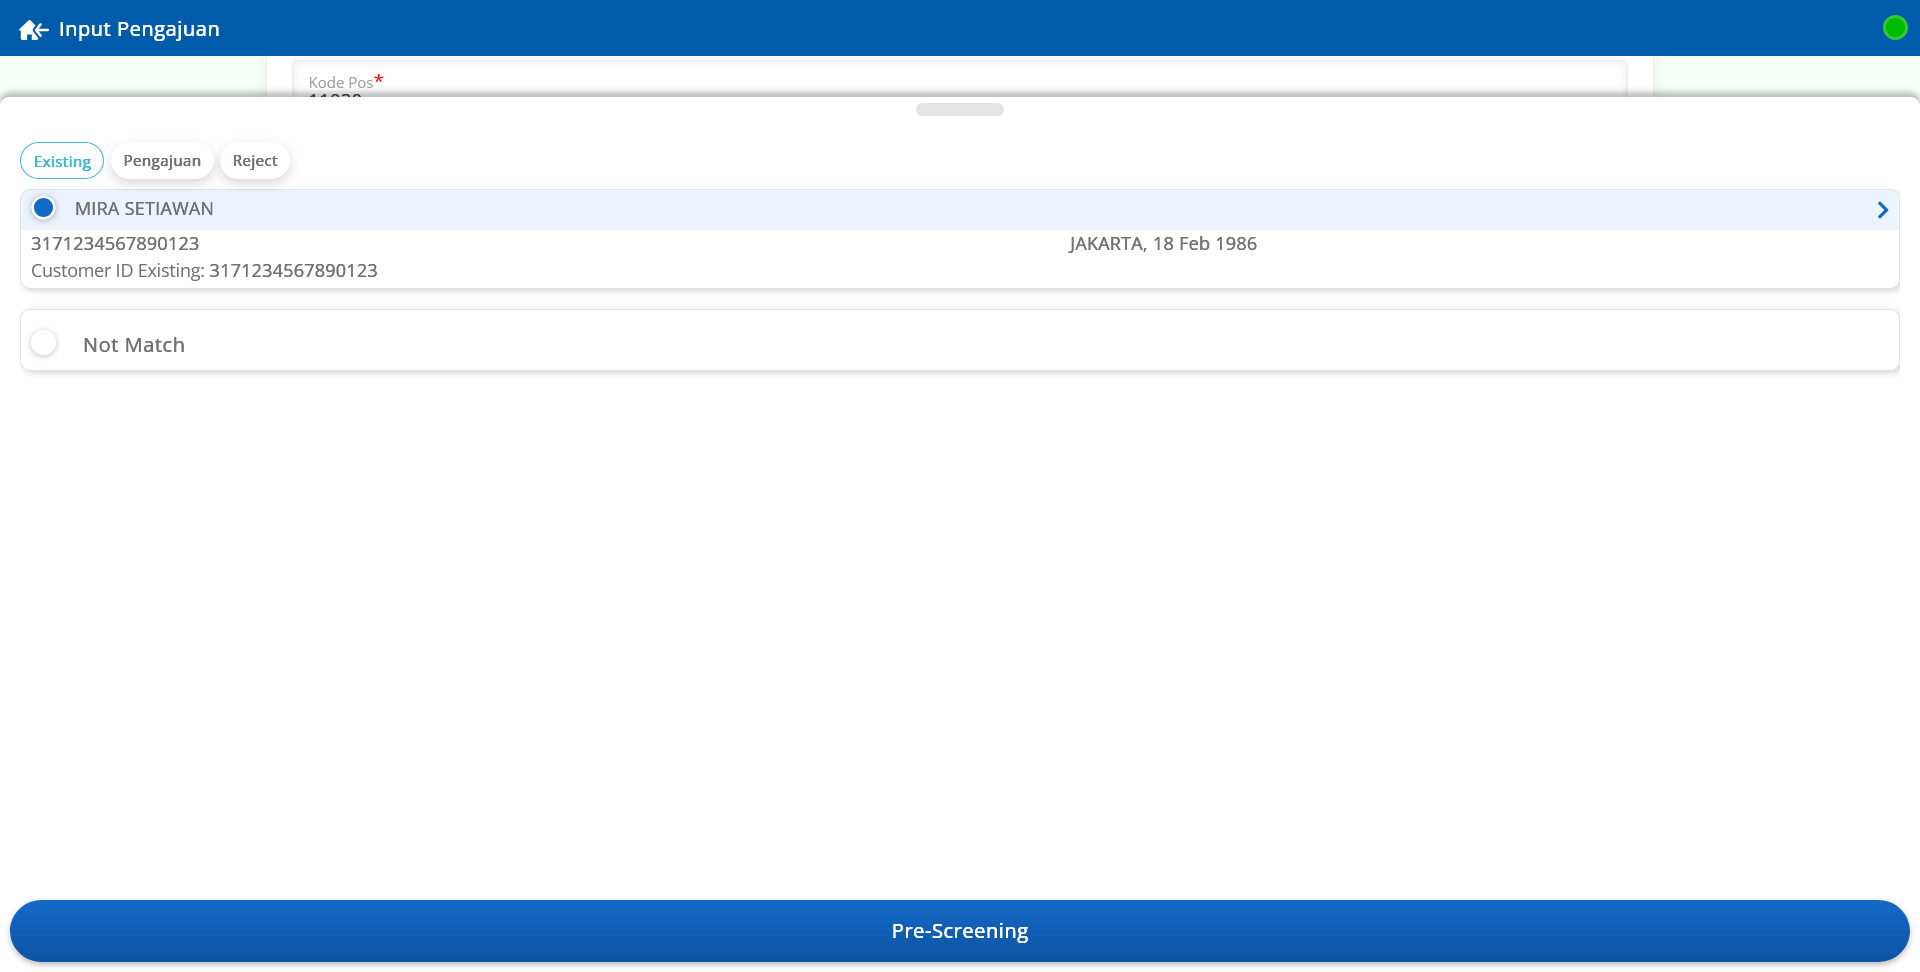 Input Pengajuan
Kode Pos*
Existing
Pengajuan
Reject
MIRA SETIAWAN
3171234567890123
JAKARTA, 18 Feb 1986
Customer ID Existing: 3171234567890123
Not Match
Pre-Screening